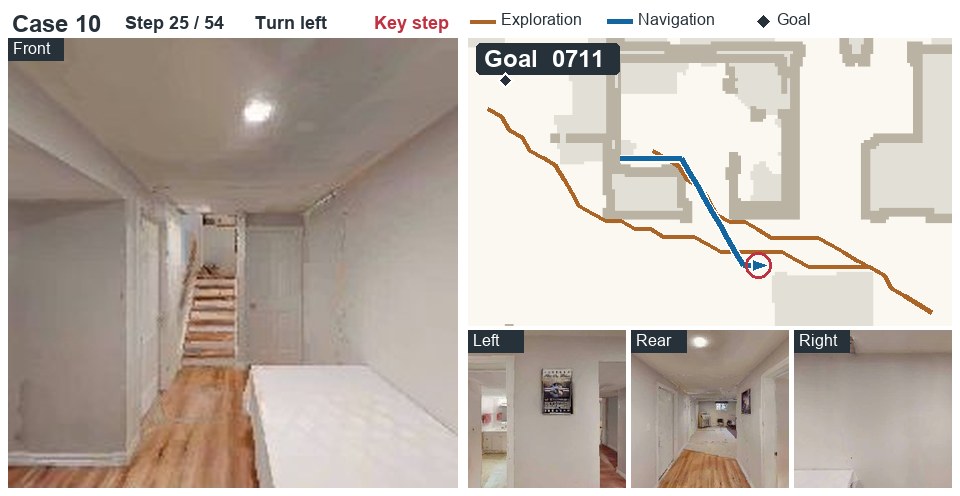 Case 10 Step 25 / 54 Turn left Key step
Exploration Navigation Goal
Front
Goal 0711
Left
Rear
Right